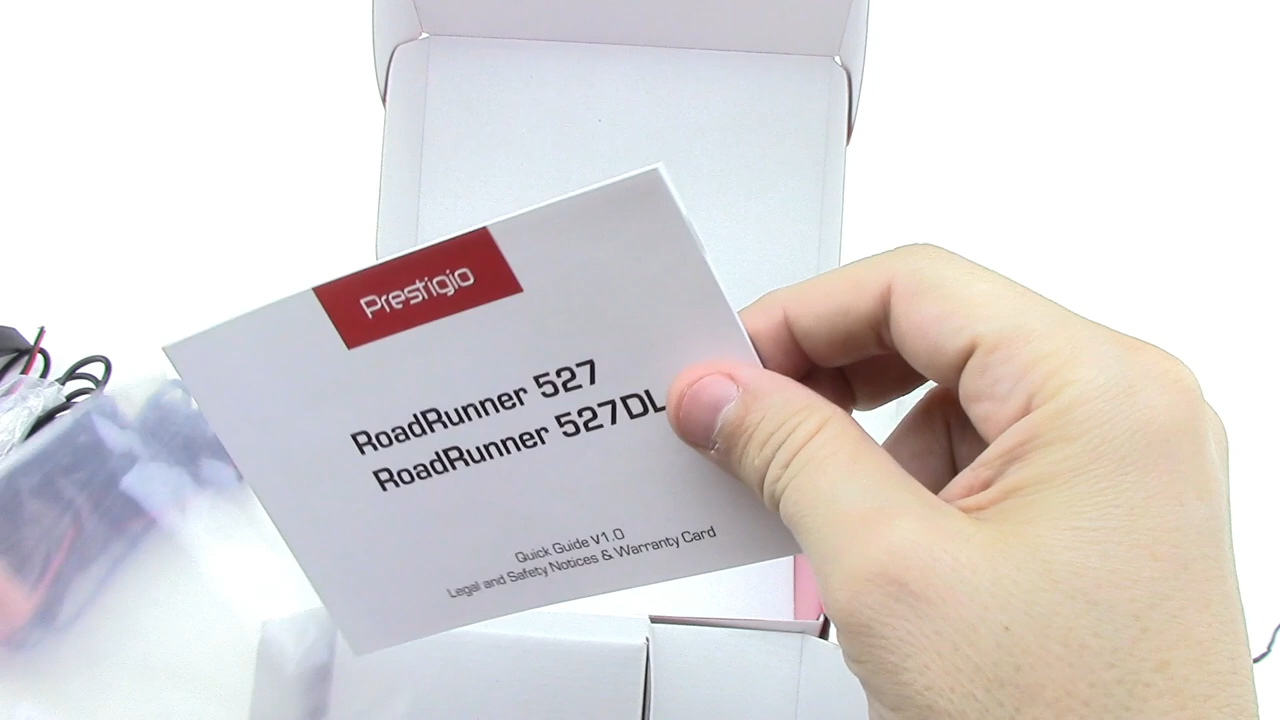 Prestigio
RoadRunner 527
RoadRunner 527DL
Quick Guide V1.0
Legal and Safety Notices & Warranty Card